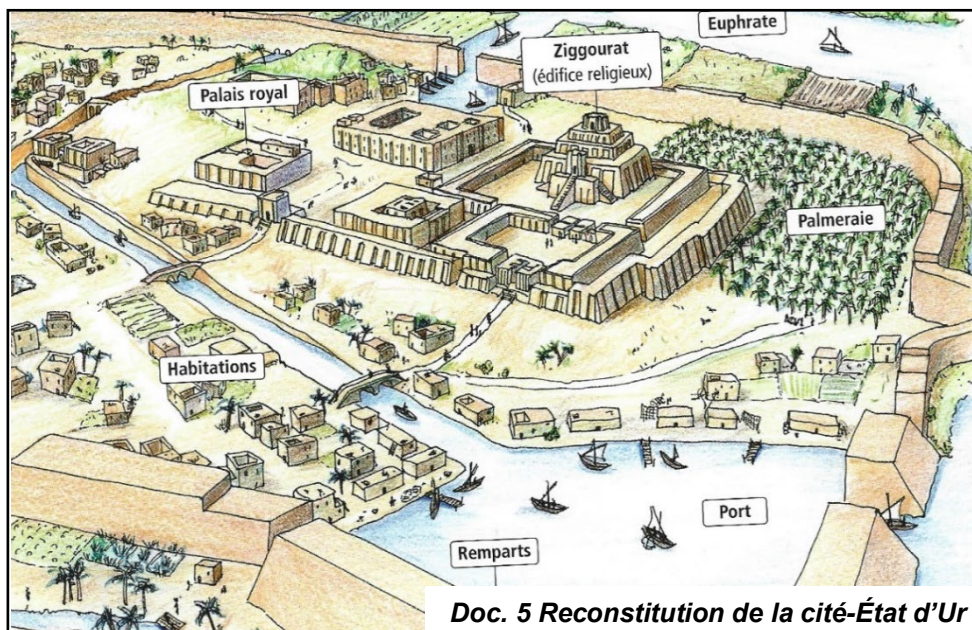 Euphrate
Ziggourat
(édifice religieux)
Palais royal
Palmeraie
Habitations
Port
Remparts
Doc. 5 Reconstitution de la cité-État d'Ur